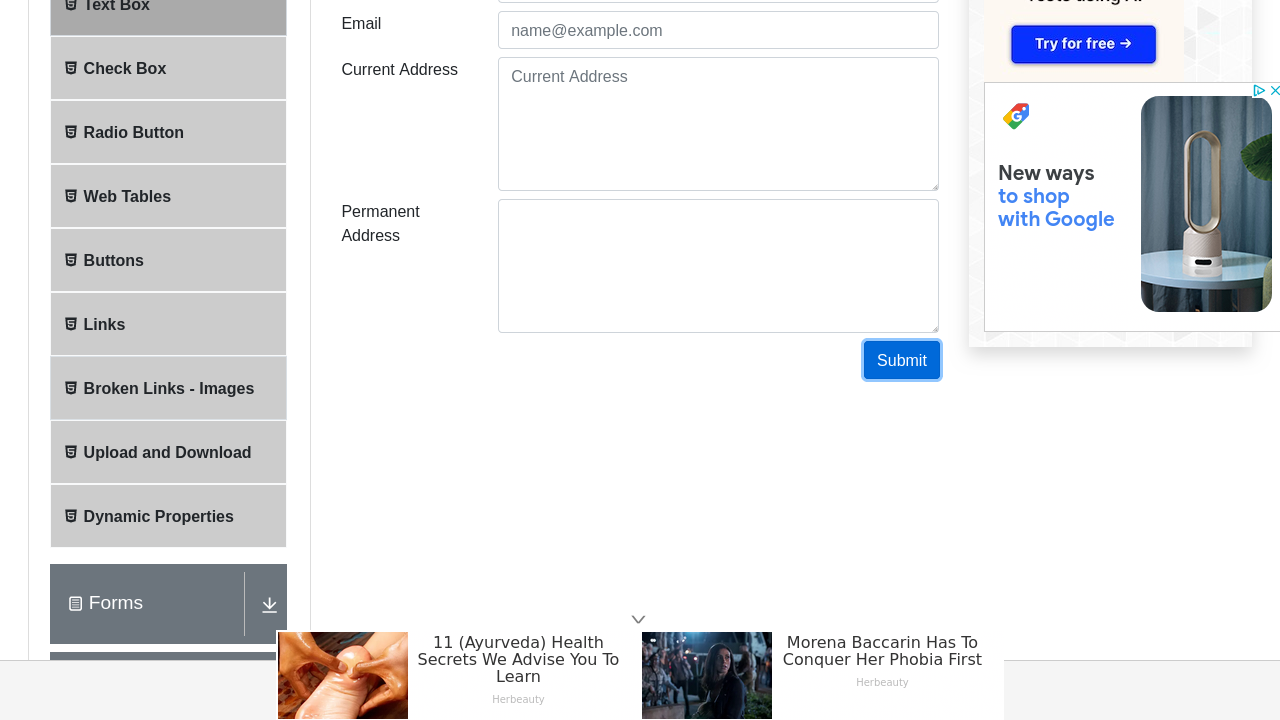 Text Box
Check Box
Radio Button
Web Tables
Buttons
Links
Broken Links - Images
Upload and Download
Dynamic Properties
Forms
Email
name@example.com
Current Address
Current Address
Permanent
Address
Submit
Try for free →
New ways
to shop
with Google
11 (Ayurveda) Health
Secrets We Advise You To
Learn
Herbeauty
Morena Baccarin Has To
Conquer Her Phobia First
Herbeauty